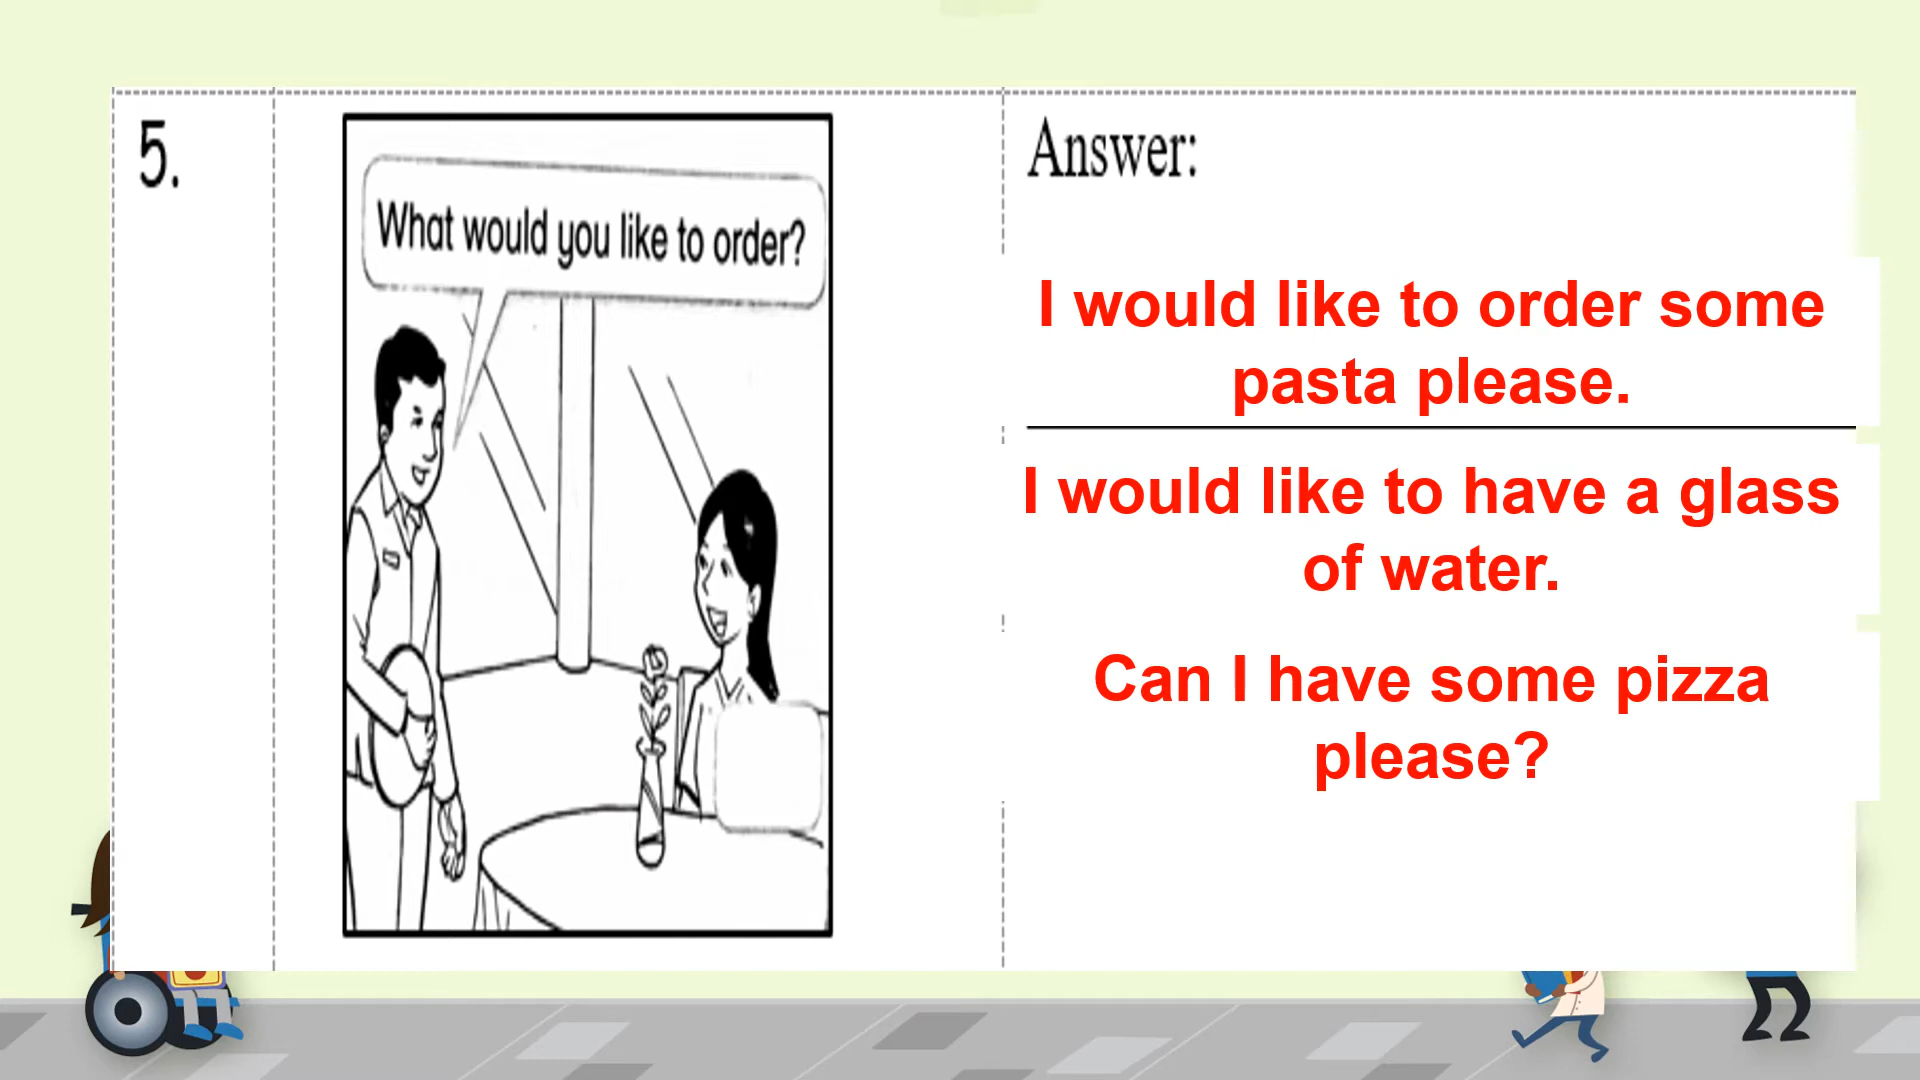 5.
What would you like to order?
Answer:
I would like to order some
pasta please.
I would like to have a glass
of water.
Can I have some pizza
please?